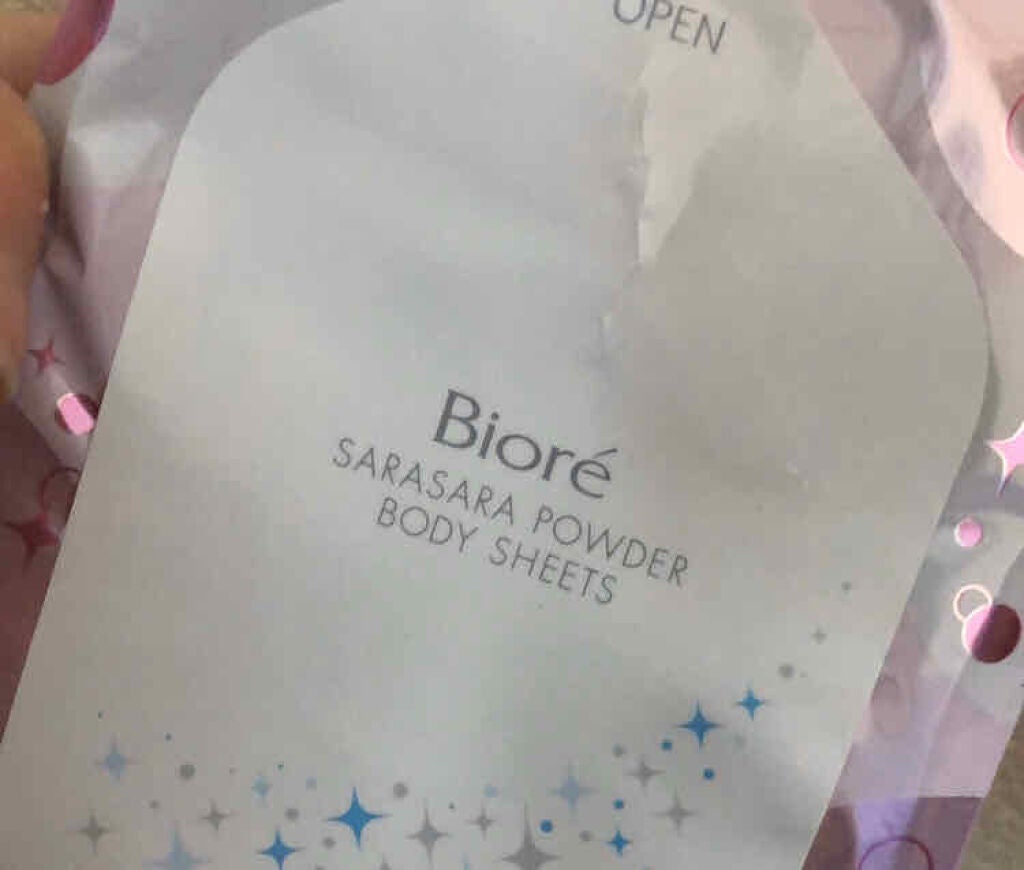 OPEN
Bioré
SARASARA POWDER
BODY SHEETS